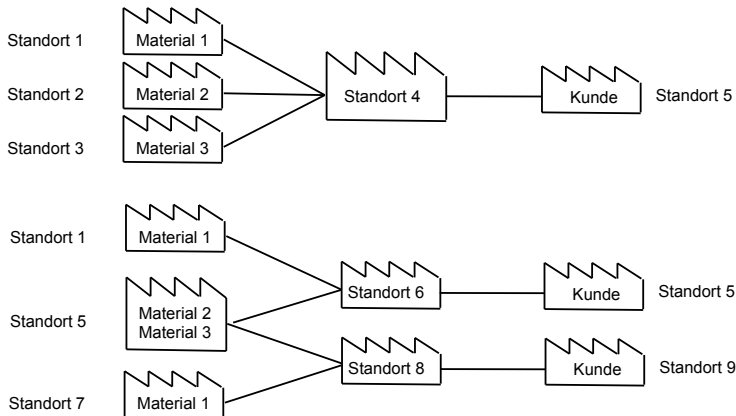 Standort 1
Material 1
Standort 2
Material 2
Standort 4
Kunde
Standort 5
Standort 3
Material 3
Standort 1
Material 1
Standort 5
Material 2
Material 3
Standort 6
Kunde
Standort 5
Standort 8
Kunde
Standort 9
Standort 7
Material 1